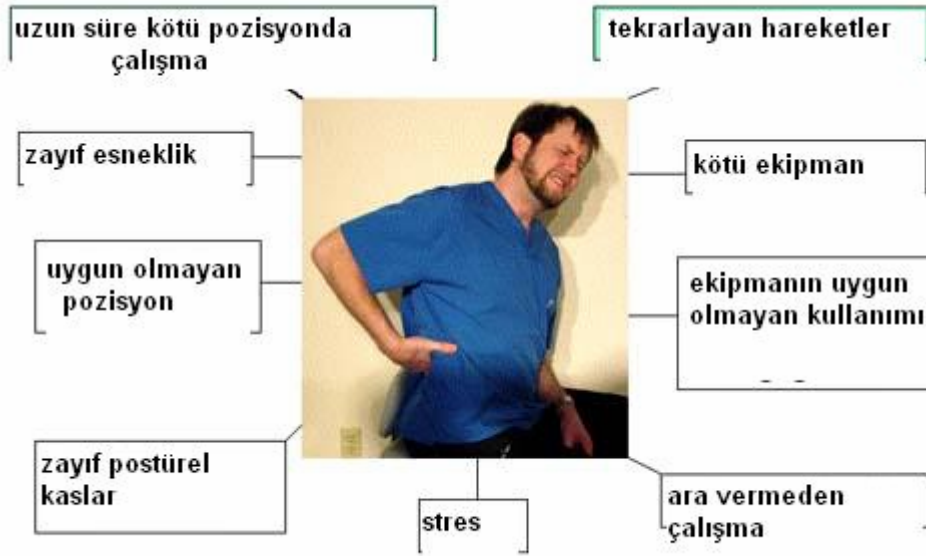 uzun süre kötü pozisyonda
çalışma
tekrarlayan hareketler
zayıf esneklik
kötü ekipman
uygun olmayan
pozisyon
ekipmanın uygun
olmayan kullanımı
zayıf postürel
kaslar
stres
ara vermeden
çalışma